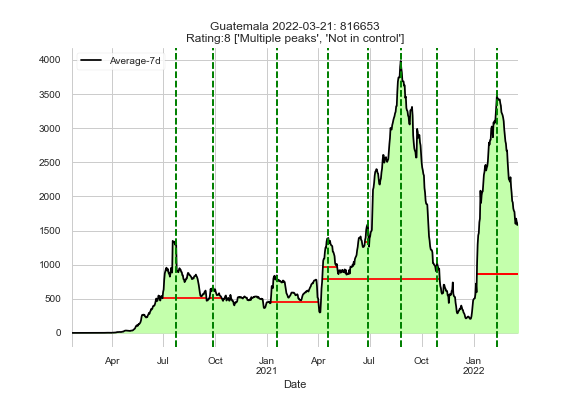 Guatemala 2022-03-21: 816653
Rating:8 ['Multiple peaks', 'Not in control']
Average-7d
4000
3500
3000
2500
2000
1500
1000
500
0
Apr Jul Oct Jan Apr Jul Oct Jan
2021 2022
Date